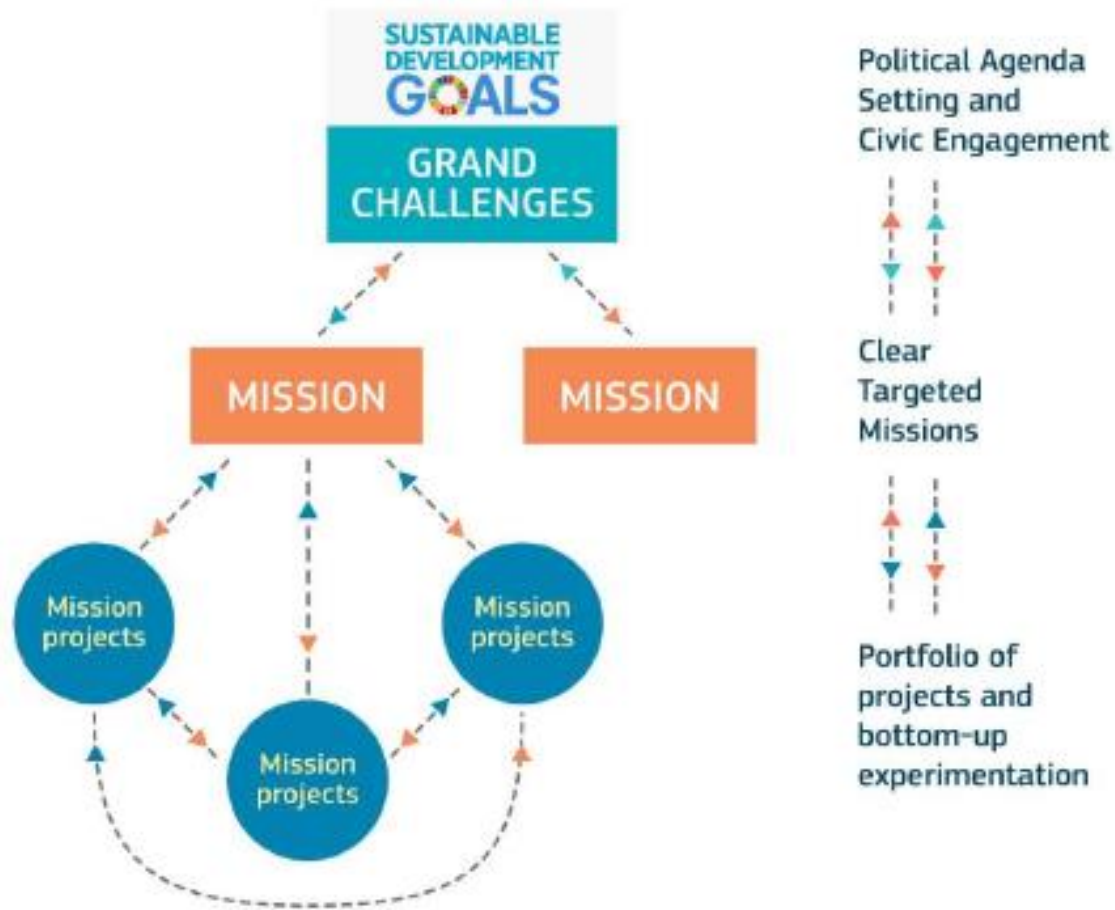 SUSTAINABLE
DEVELOPMENT
GOALS
GRAND
CHALLENGES
MISSION
MISSION
Mission
projects
Mission
projects
Mission
projects
Political Agenda
Setting and
Civic Engagement
Clear
Targeted
Missions
Portfolio of
projects and
bottom-up
experimentation